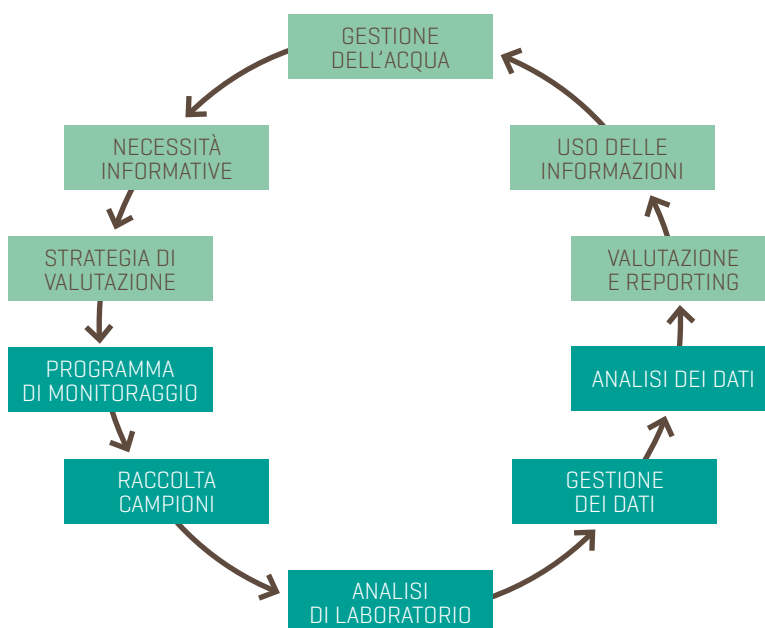 GESTIONE
DELL'ACQUA
NECESSITÀ
INFORMATIVE
USO DELLE
INFORMAZIONI
STRATEGIA DI
VALUTAZIONE
VALUTAZIONE
E REPORTING
PROGRAMMA
DI MONITORAGGIO
ANALISI DEI DATI
RACCOLTA
CAMPIONI
GESTIONE
DEI DATI
ANALISI
DI LABORATORIO